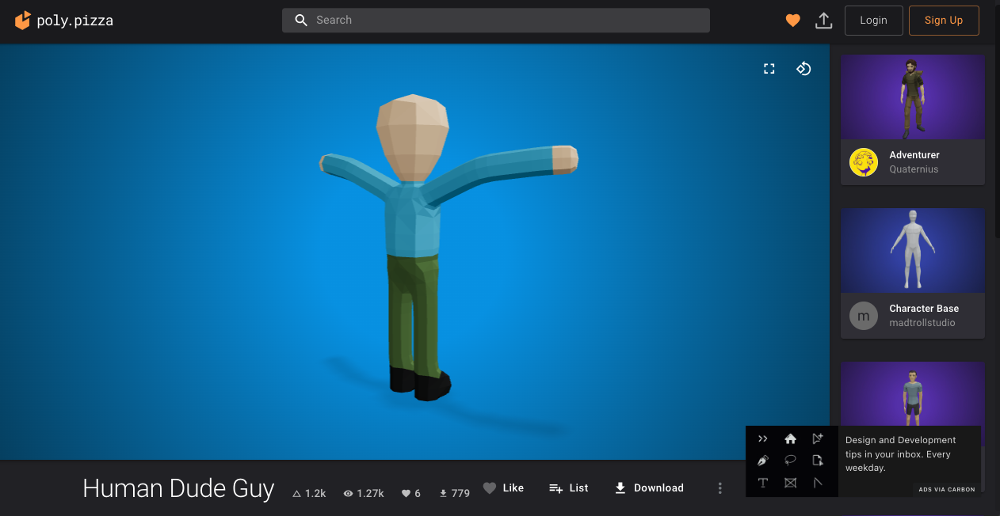 poly.pizza
Search
Login
Sign Up
Adventurer
Quaternius
m
Character Base
madtrollstudio
Design and Development
tips in your inbox. Every
weekday.
ADS VIA CARBON
Human Dude Guy
1.2k
1.27k
6
779
Like
List
Download